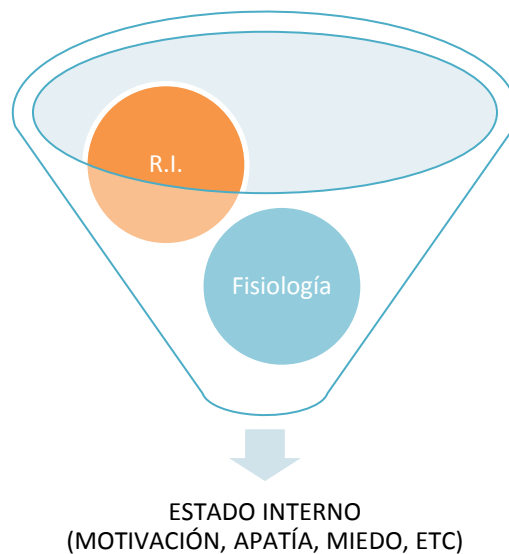 R.I.
Fisiología
ESTADO INTERNO
(MOTIVACIÓN, APATÍA, MIEDO, ETC)